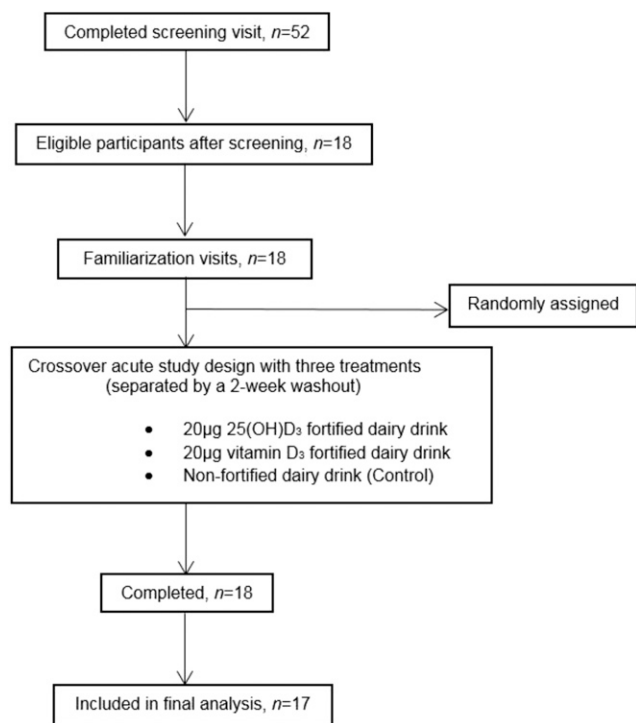 Completed screening visit, n=52
Eligible participants after screening, n=18
Familiarization visits, n=18
Randomly assigned
Crossover acute study design with three treatments
(separated by a 2-week washout)
• 20µg 25(OH)D₃ fortified dairy drink
• 20µg vitamin D₃ fortified dairy drink
• Non-fortified dairy drink (Control)
Completed, n=18
Included in final analysis, n=17